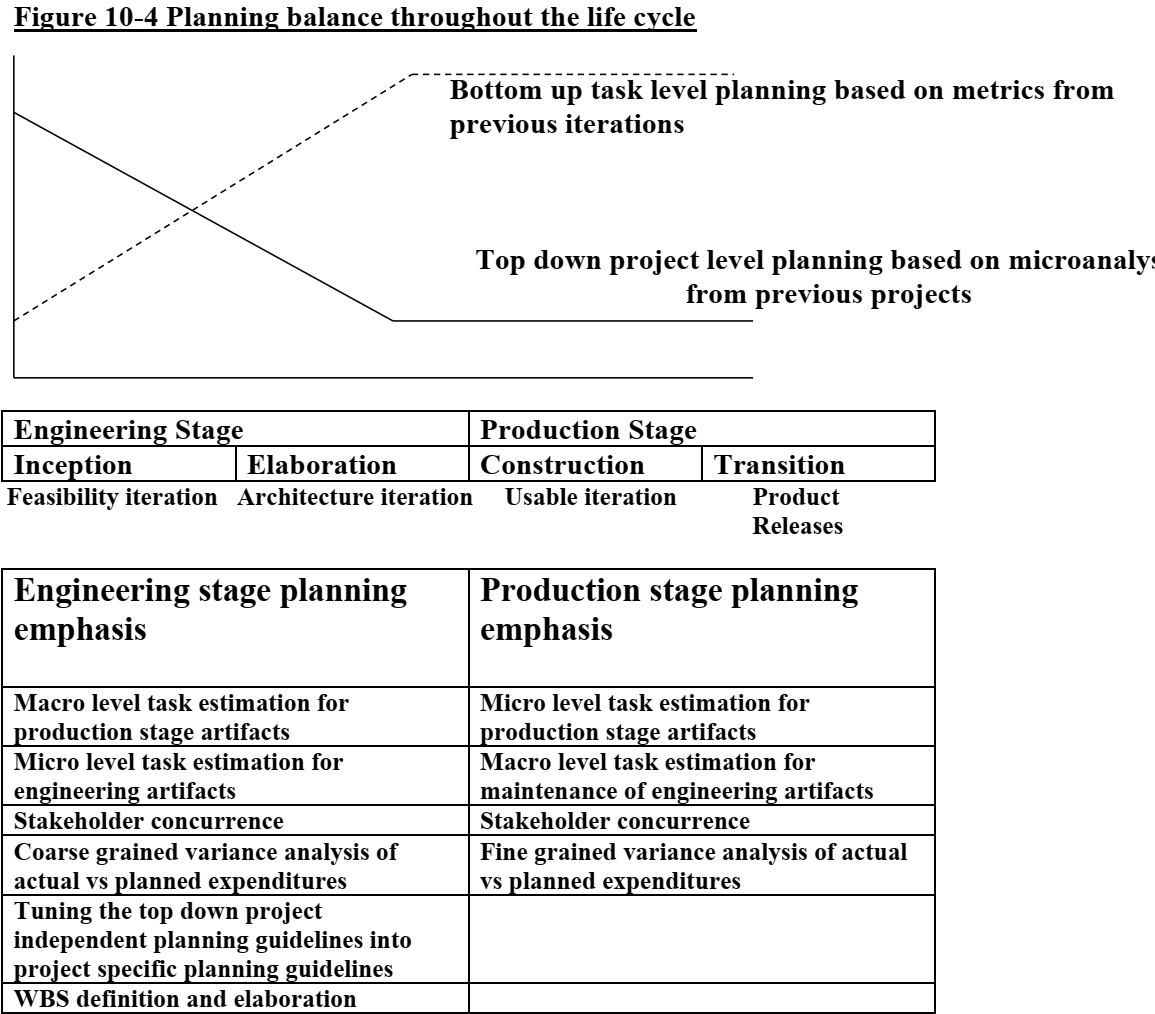 Figure 10-4 Planning balance throughout the life cycle
Bottom up task level planning based on metrics from
previous iterations
Top down project level planning based on microanalys
from previous projects
Engineering Stage
Production Stage
Inception
Elaboration
Construction
Transition
Feasibility iteration
Architecture iteration
Usable iteration
Product
Releases
Engineering stage planning
emphasis
Production stage planning
emphasis
Macro level task estimation for
production stage artifacts
Micro level task estimation for
production stage artifacts
Micro level task estimation for
engineering artifacts
Macro level task estimation for
maintenance of engineering artifacts
Stakeholder concurrence
Stakeholder concurrence
Coarse grained variance analysis of
actual vs planned expenditures
Fine grained variance analysis of actual
vs planned expenditures
Tuning the top down project
independent planning guidelines into
project specific planning guidelines
WBS definition and elaboration